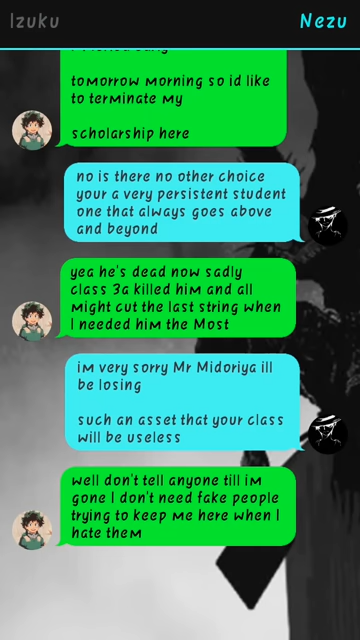 Izuku
Nezu
tomorrow morning so id like
to terminate my
scholarship here
no is there no other choice
your a very persistent student
one that always goes above
and beyond
yea he's dead now sadly
class 3a killed him and all
might cut the last string when
I needed him the Most
im very sorry Mr Midoriya ill
be losing
such an asset that your class
will be useless
well don't tell anyone till im
gone I don't need fake people
trying to keep me here when I
hate them